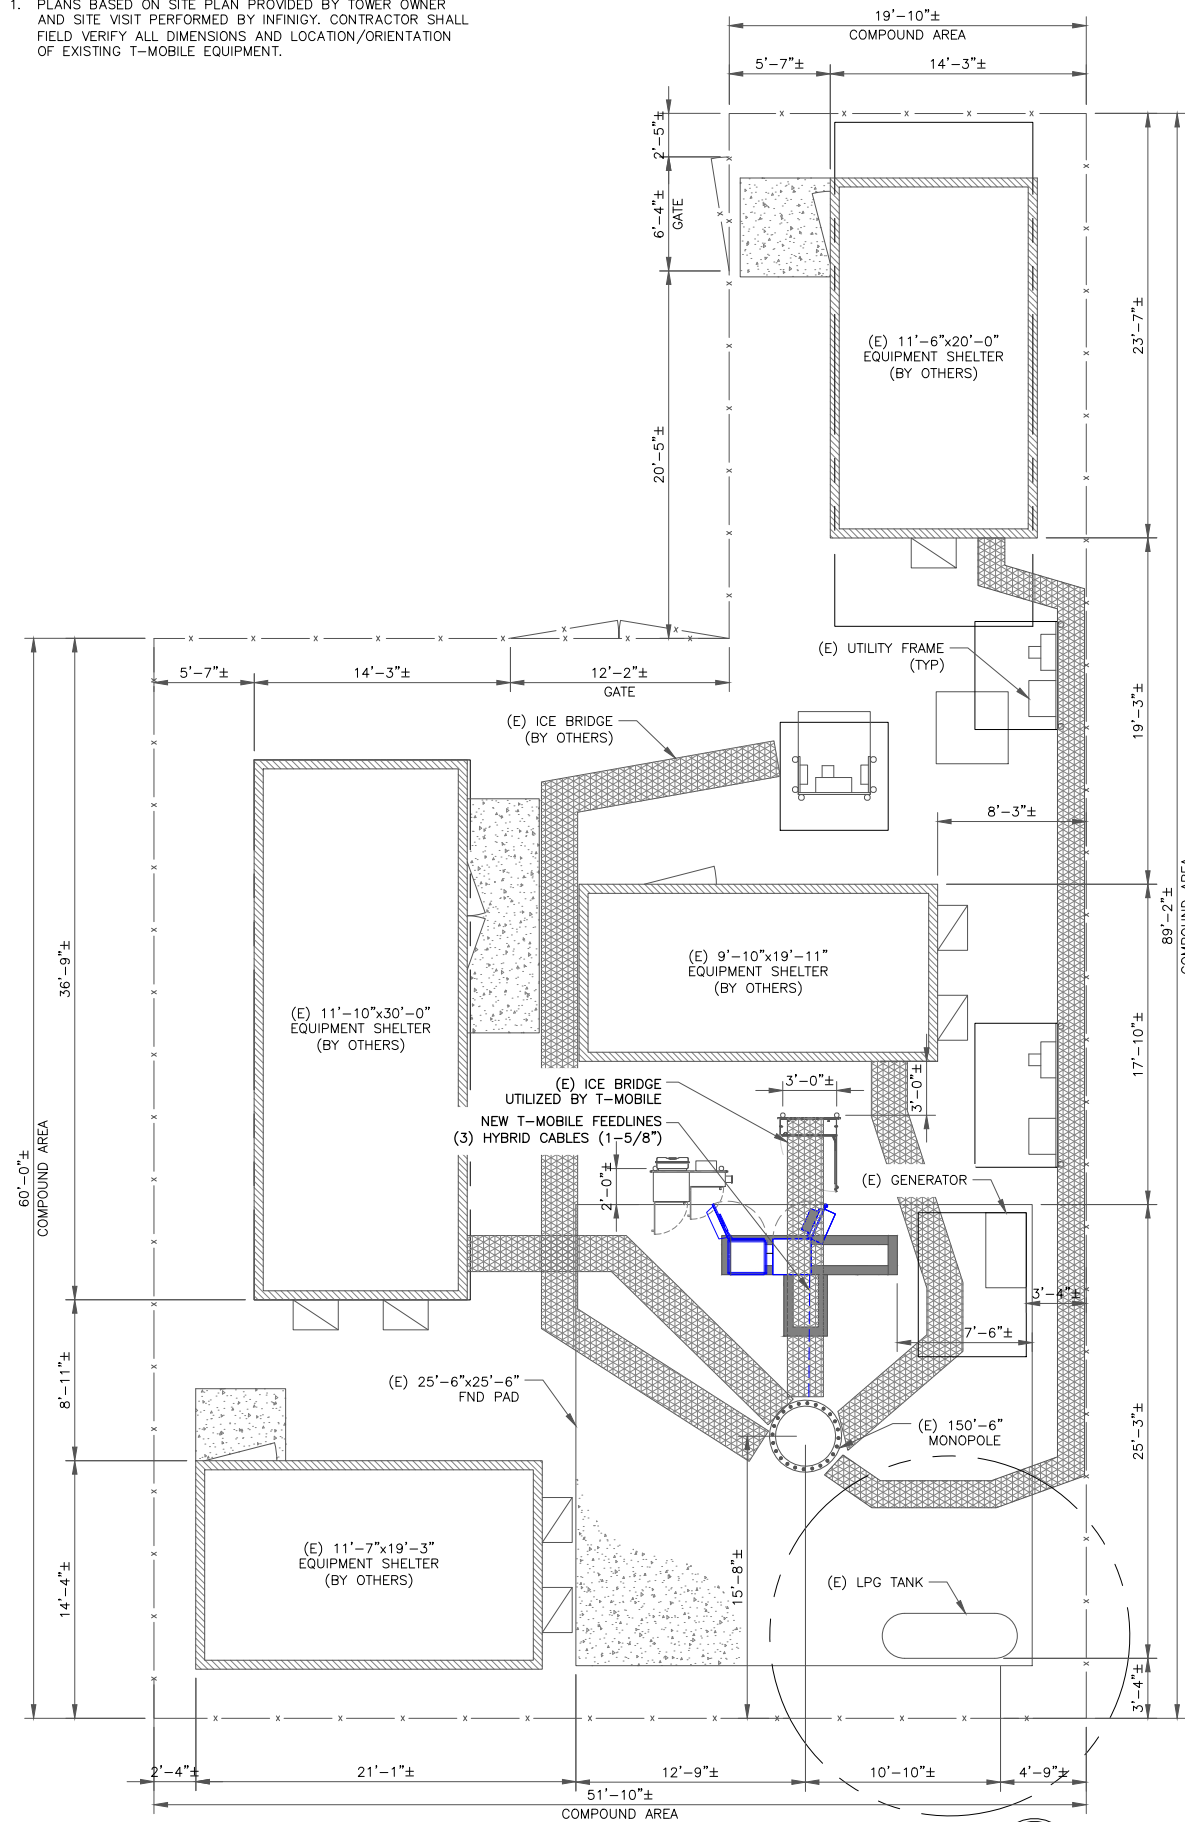 1. PLANS BASED ON SITE PLAN PROVIDED BY TOWER OWNER
AND SITE VISIT PERFORMED BY INFINIGY. CONTRACTOR SHALL
FIELD VERIFY ALL DIMENSIONS AND LOCATION/ORIENTATION
OF EXISTING T-MOBILE EQUIPMENT.
19'-10"±
COMPOUND AREA
5'-7"±
14'-3"±
2'-5"±
6'-4"±
GATE
20'-5"±
23'-7"±
(E) 11'-6"x20'-0"
EQUIPMENT SHELTER
(BY OTHERS)
(E) UTILITY FRAME
(TYP)
5'-7"±
14'-3"±
12'-2"±
GATE
(E) ICE BRIDGE
(BY OTHERS)
19'-3"±
8'-3"±
36'-9"±
89'-2"±
COMPOUND AREA
(E) 9'-10"x19'-11"
EQUIPMENT SHELTER
(BY OTHERS)
(E) 11'-10"x30'-0"
EQUIPMENT SHELTER
(BY OTHERS)
17'-10"±
(E) ICE BRIDGE
UTILIZED BY T-MOBILE
3'-0"±
3'-0"±
NEW T-MOBILE FEEDLINES
(3) HYBRID CABLES (1-5/8")
60'-0"±
COMPOUND AREA
2'-0"±
(E) GENERATOR
3'-4"±
7'-6"±
8'-11"±
(E) 25'-6"x25'-6"
FND PAD
(E) 150'-6"
MONOPOLE
25'-3"±
(E) 11'-7"x19'-3"
EQUIPMENT SHELTER
(BY OTHERS)
14'-4"±
15'-8"±
(E) LPG TANK
3'-4"±
2'-4"±
21'-1"±
12'-9"±
10'-10"±
4'-9"±
51'-10"±
COMPOUND AREA